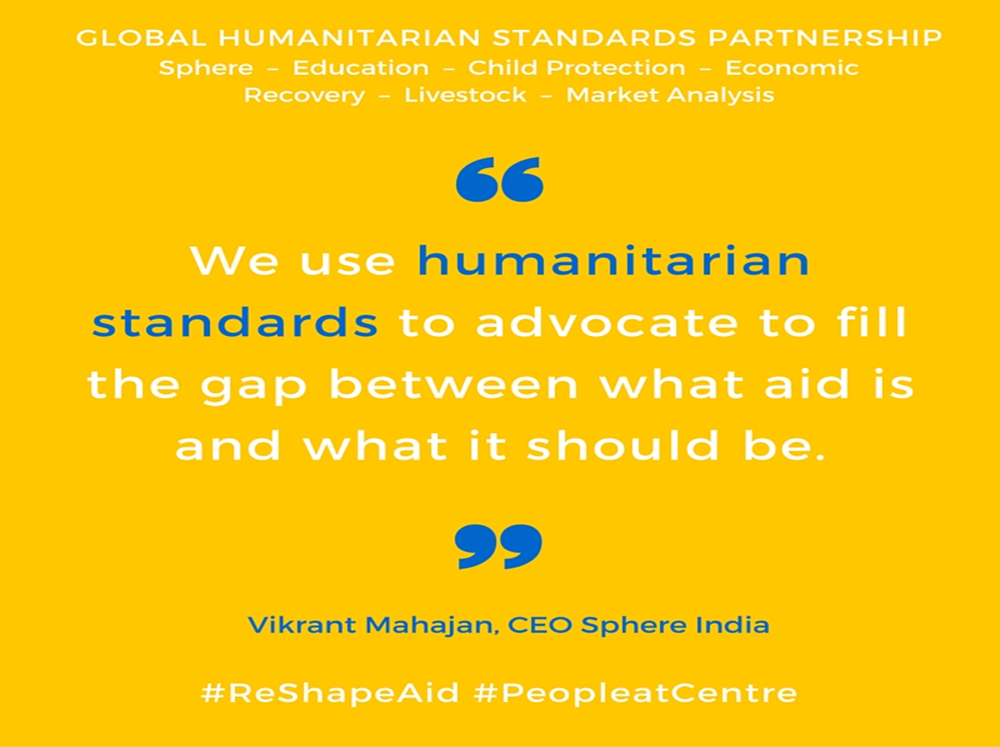 GLOBAL HUMANITARIAN STANDARDS PARTNERSHIP
Sphere – Education – Child Protection – Economic
Recovery – Livestock – Market Analysis
“
We use humanitarian
standards to advocate to fill
the gap between what aid is
and what it should be.
”
Vikrant Mahajan, CEO Sphere India
#ReShapeAid #PeopleatCentre